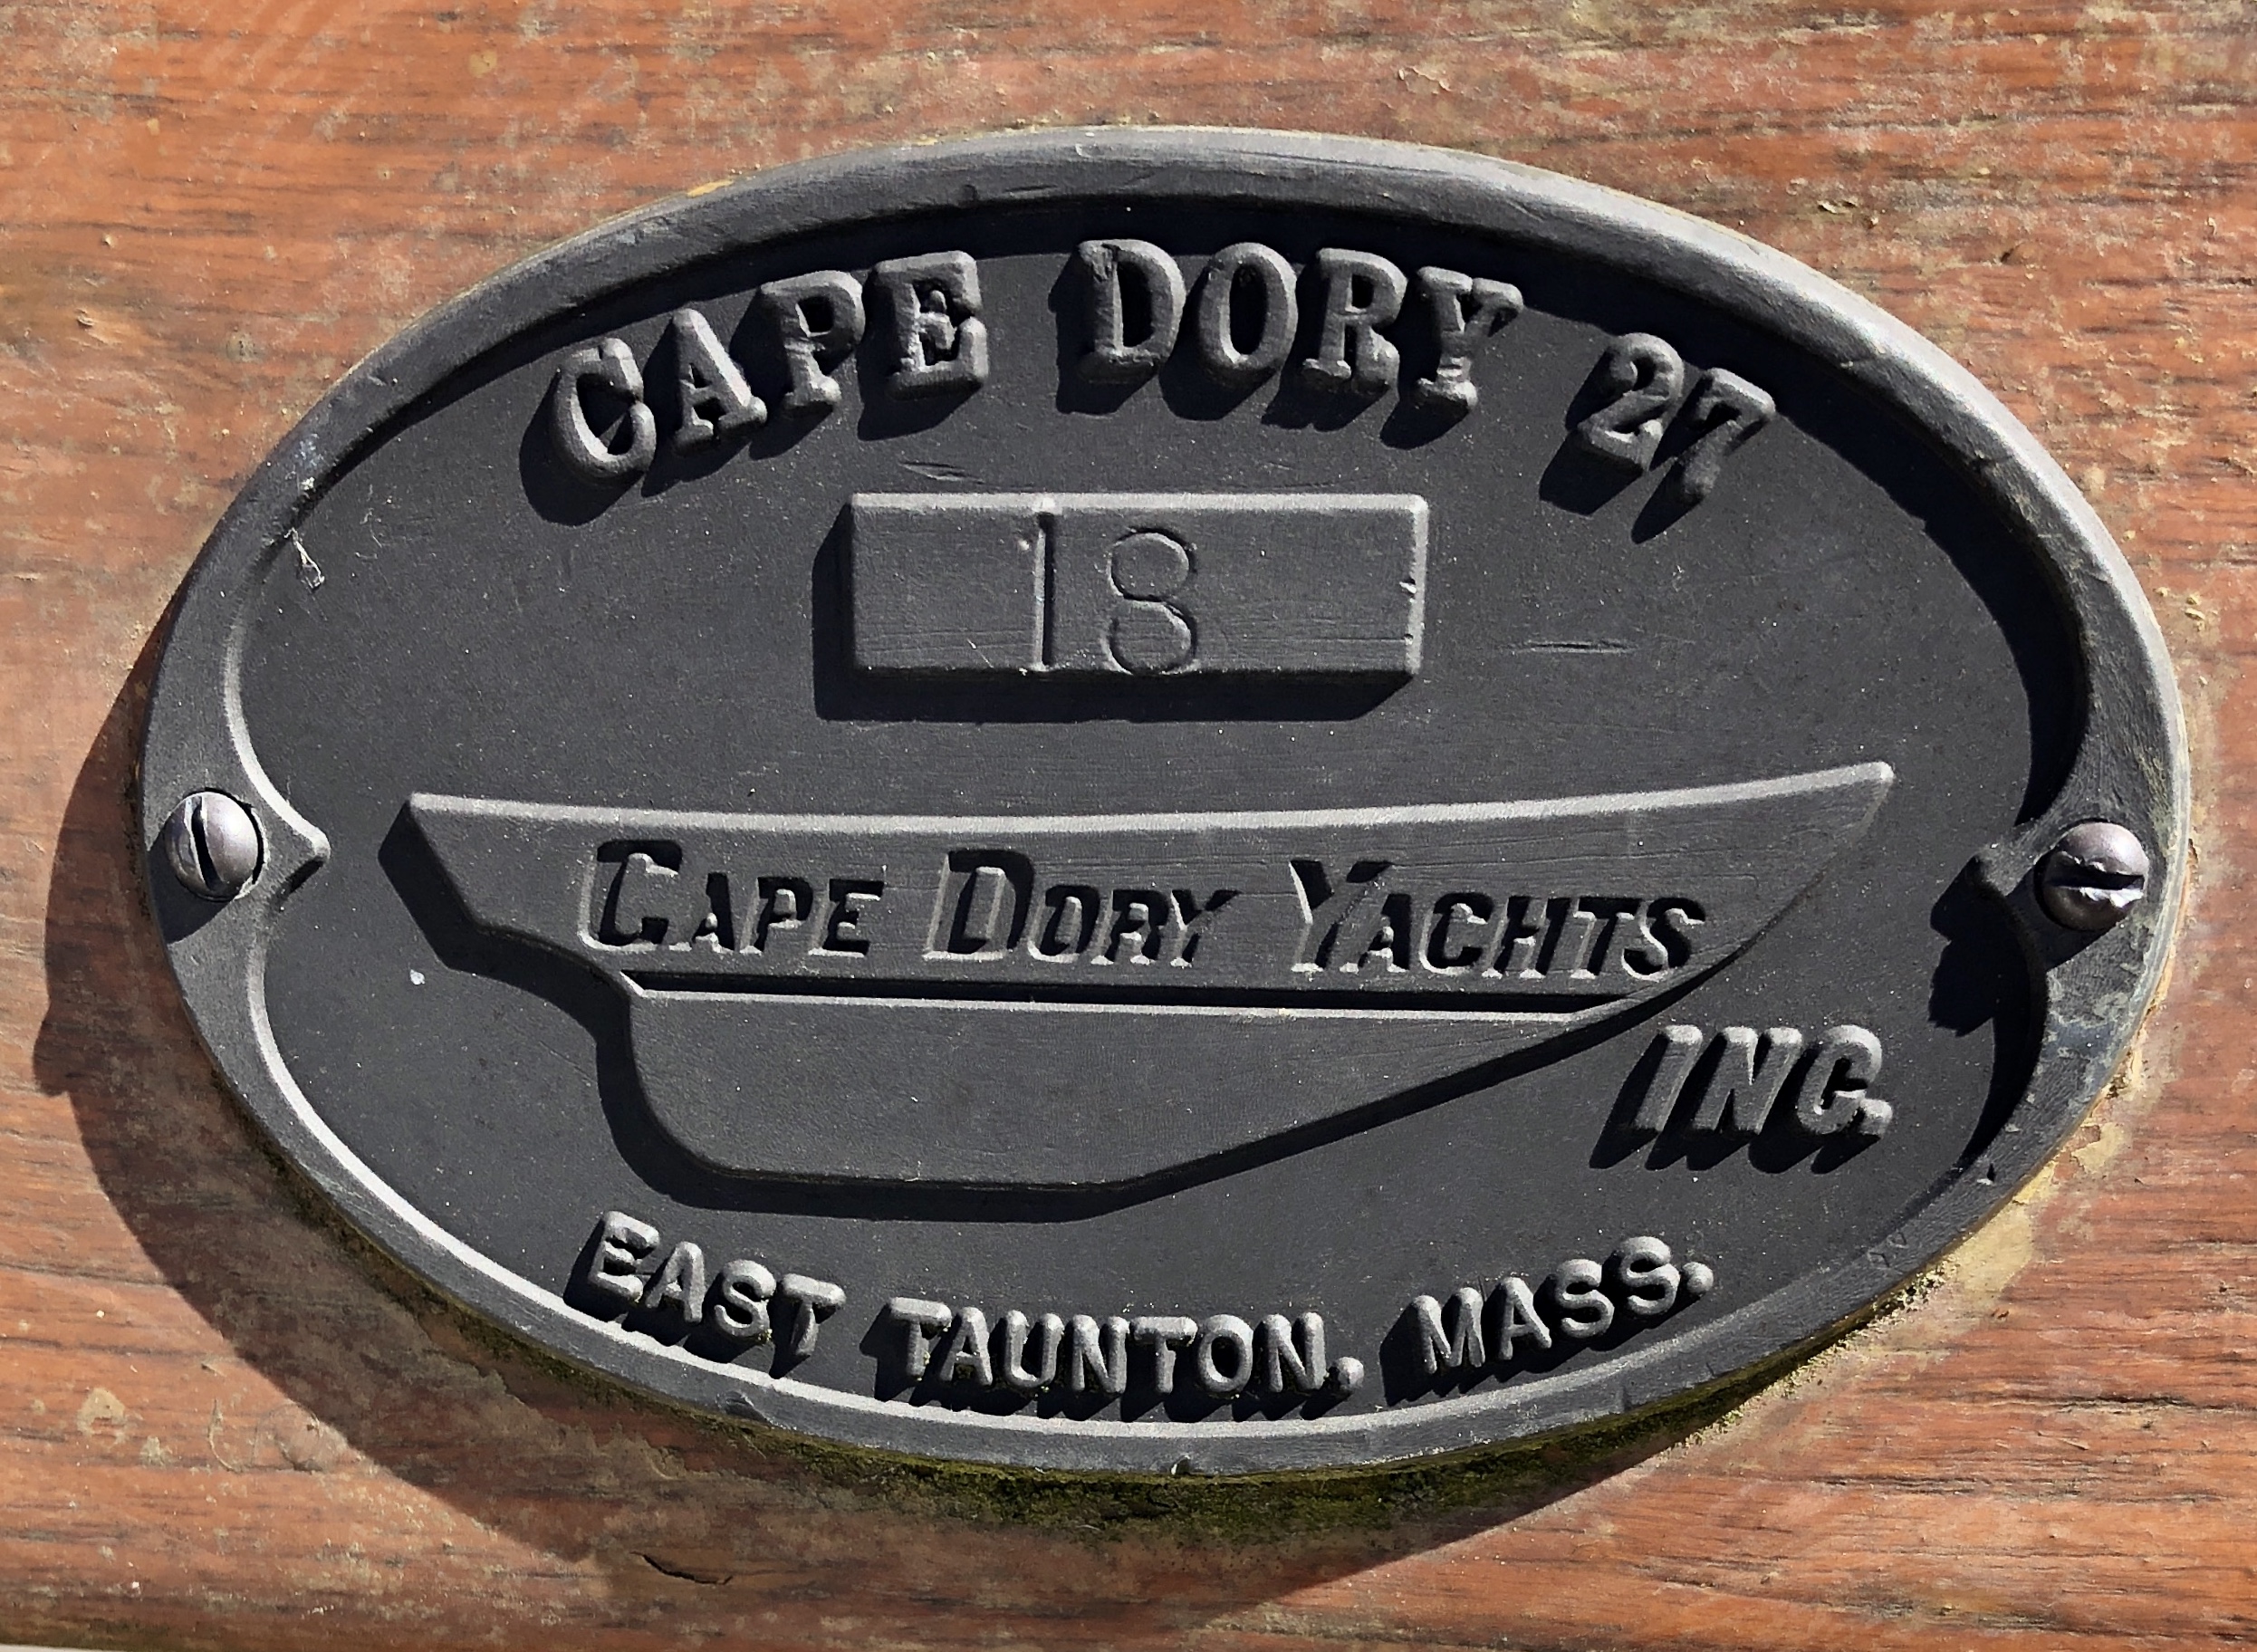 CAPE DORY 27
18
CAPE DORY YACHTS
INC.
EAST TAUNTON, MASS.